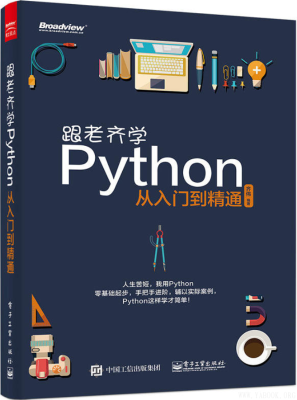 Broadview
跟老齐学Python
从入门到精通
电子工业出版社
跟老齐学
Python
从入门到精通
人生苦短，我用Python
零基础起步，手把手进阶，辅以实际案例，
Python这样学才简单！
中国工信出版集团
电子工业出版社